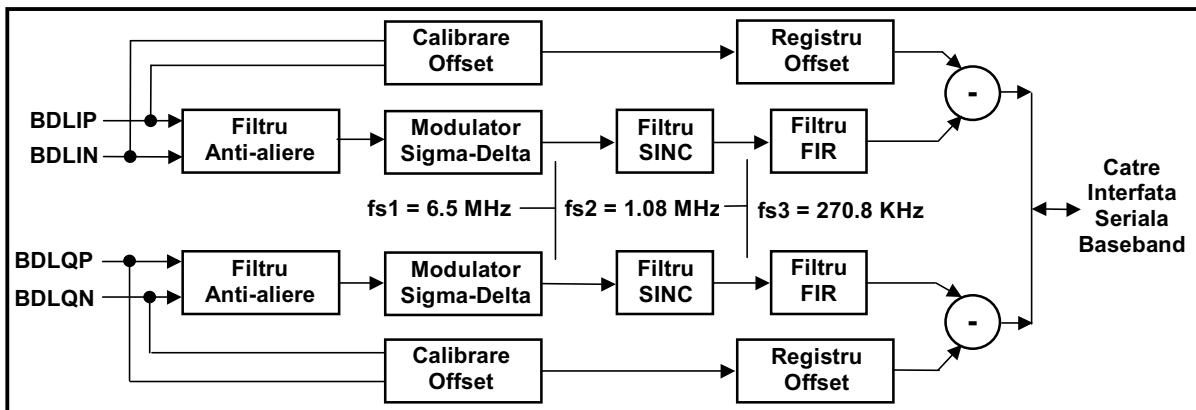 Calibrare
Offset
Registru
Offset
-
BDLIP
BDLIN
Filtru
Anti-aliere
Modulator
Sigma-Delta
Filtru
SINC
Filtru
FIR
fs1 = 6.5 MHz
fs2 = 1.08 MHz
fs3 = 270.8 KHz
Catre
Interfata
Seriala
Baseband
BDLQP
BDLQN
Filtru
Anti-aliere
Modulator
Sigma-Delta
Filtru
SINC
Filtru
FIR
-
Calibrare
Offset
Registru
Offset